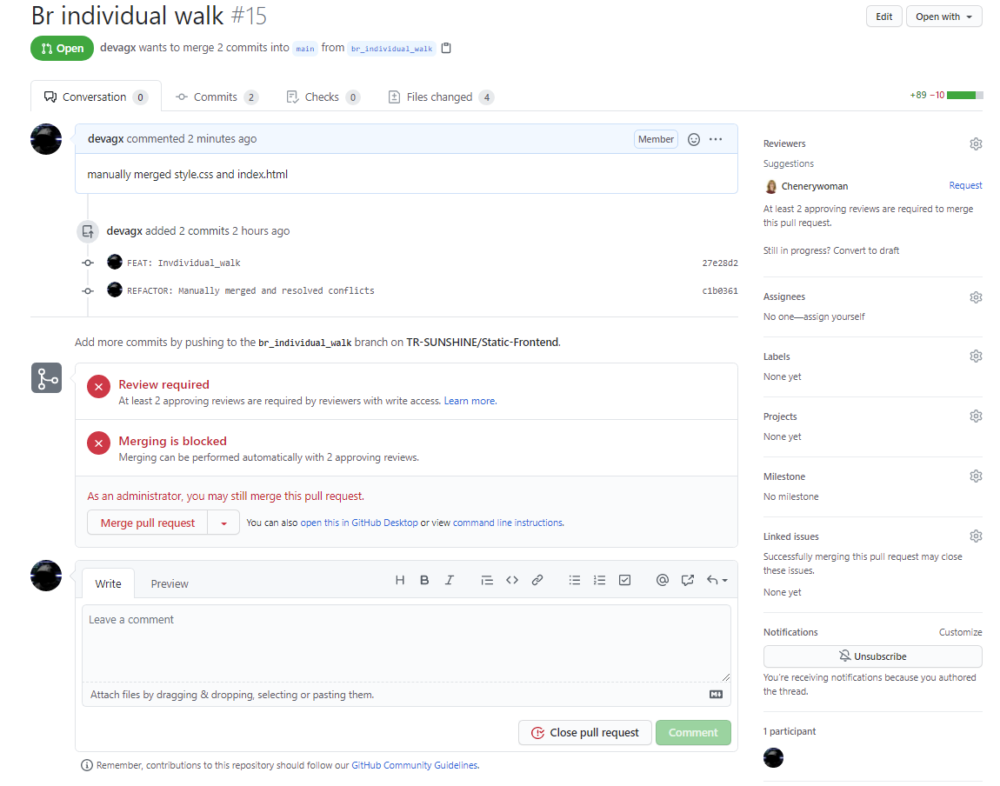 Br individual walk #15
Edit
Open with
Open
devagx wants to merge 2 commits into main from br_individual_walk
Conversation 0
Commits 2
Checks 0
Files changed 4
+89 −10
devagx commented 2 minutes ago
Member
manually merged style.css and index.html
devagx added 2 commits 2 hours ago
FEAT: Invdividual_walk
27e28d2
REFACTOR: Manually merged and resolved conflicts
c1b0361
Add more commits by pushing to the br_individual_walk branch on TR-SUNSHINE/Static-Frontend.
Review required
At least 2 approving reviews are required by reviewers with write access. Learn more.
Merging is blocked
Merging can be performed automatically with 2 approving reviews.
As an administrator, you may still merge this pull request.
Merge pull request
You can also open this in GitHub Desktop or view command line instructions.
Write
Preview
Leave a comment
Attach files by dragging & dropping, selecting or pasting them.
Close pull request
Comment
Remember, contributions to this repository should follow our GitHub Community Guidelines.
Reviewers
Suggestions
Chenerywoman
Request
At least 2 approving reviews are required to merge
this pull request.
Still in progress? Convert to draft
Assignees
No one—assign yourself
Labels
None yet
Projects
None yet
Milestone
No milestone
Linked issues
Successfully merging this pull request may close
these issues.
None yet
Notifications
Customize
Unsubscribe
You're receiving notifications because you authored
the thread.
1 participant